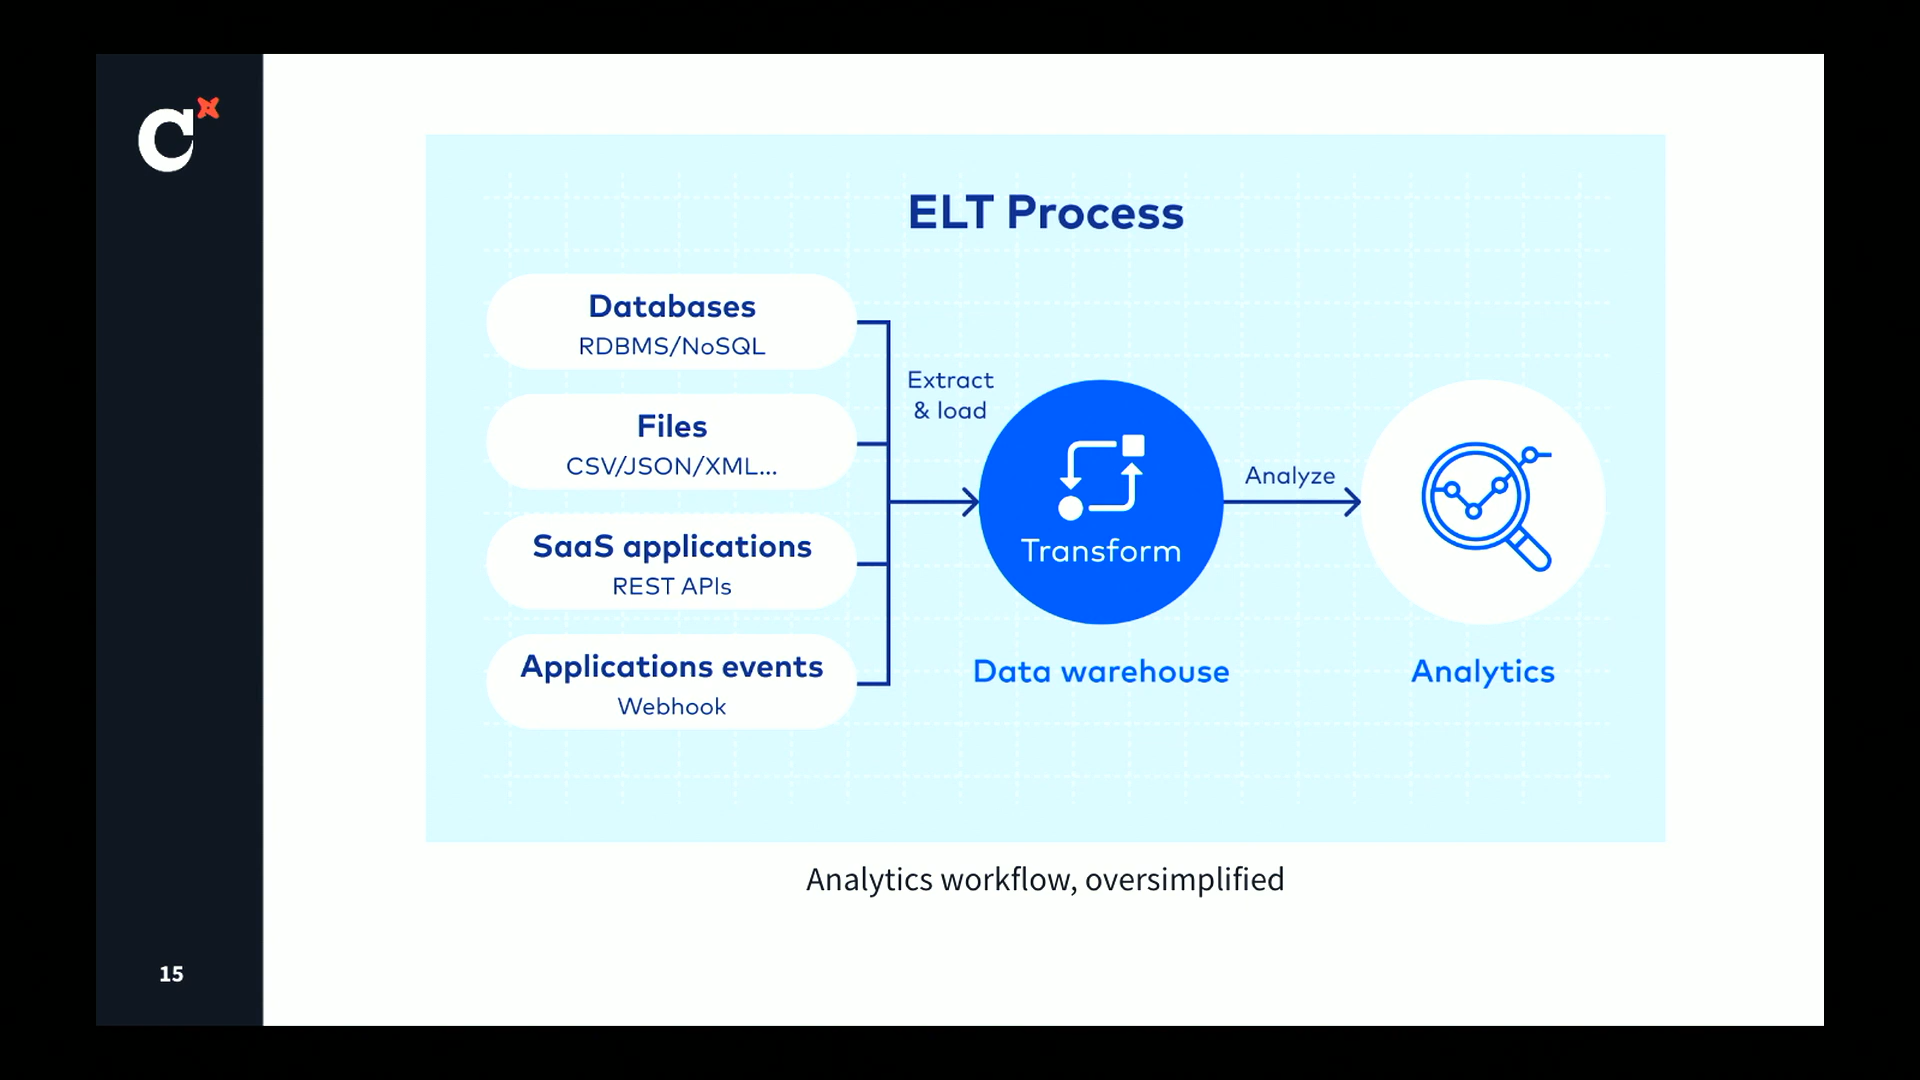 C
ELT Process
Databases
RDBMS/NoSQL
Files
CSV/JSON/XML...
SaaS applications
REST APIs
Applications events
Webhook
Extract
& load
Transform
Data warehouse
Analyze
Analytics
Analytics workflow, oversimplified
15